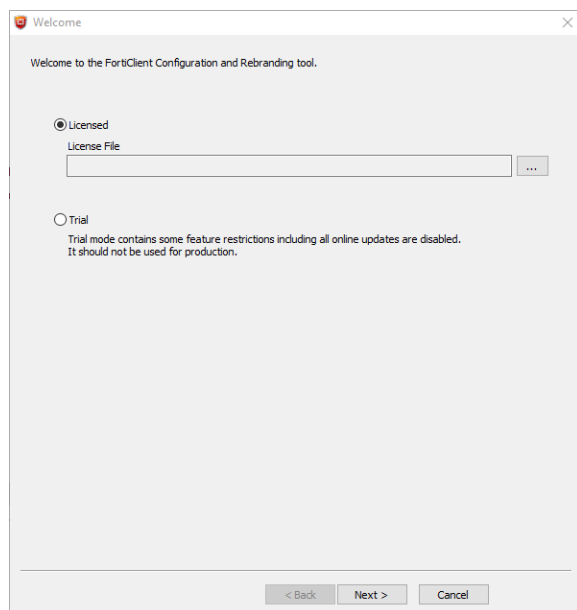 Welcome
Welcome to the FortiClient Configuration and Rebranding tool.
Licensed
License File
...
Trial
Trial mode contains some feature restrictions including all online updates are disabled.
It should not be used for production.
< Back Next > Cancel